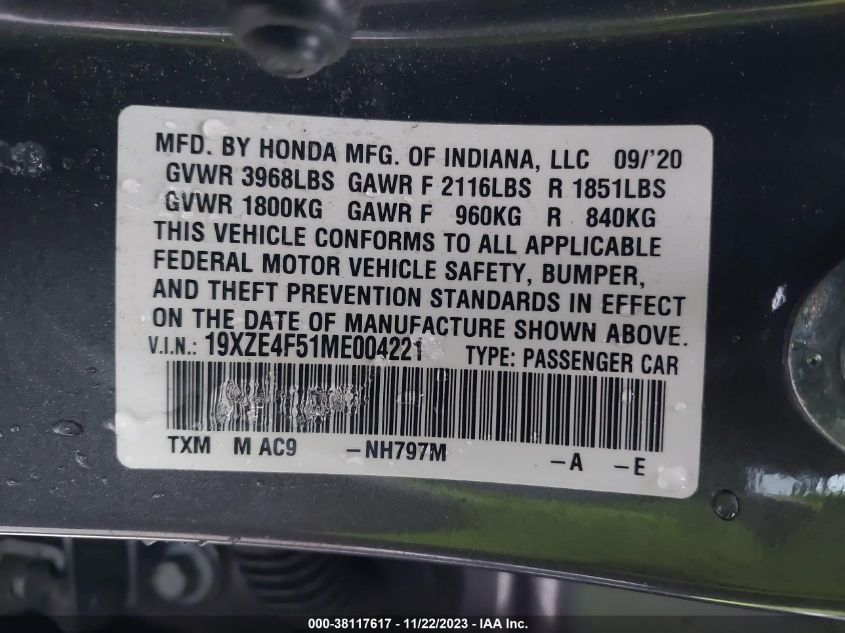 MFD. BY HONDA MFG. OF INDIANA, LLC 09/'20
GVWR 3968LBS GAWR F 2116LBS R 1851LBS
GVWR 1800KG GAWR F 960KG R 840KG
THIS VEHICLE CONFORMS TO ALL APPLICABLE
FEDERAL MOTOR VEHICLE SAFETY, BUMPER,
AND THEFT PREVENTION STANDARDS IN EFFECT
ON THE DATE OF MANUFACTURE SHOWN ABOVE.
V.I.N.: 19XZE4F51ME004221 TYPE: PASSENGER CAR
TXM M AC9 -NH797M -A -E
000-38117617 - 11/22/2023 - IAA Inc.